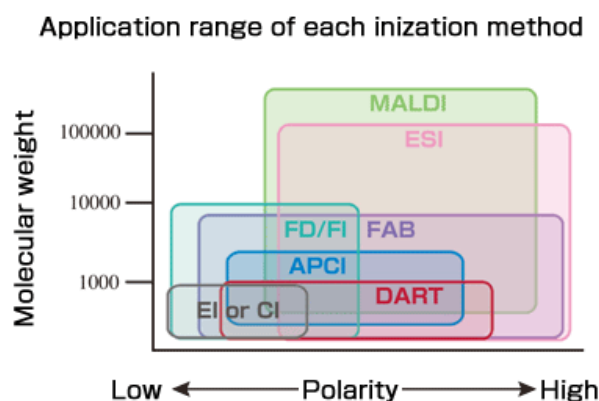 Application range of each inization method
Molecular weight
100000
10000
1000
MALDI
ESI
FD/FI
FAB
APCI
DART
EI or CI
Low
Polarity
High